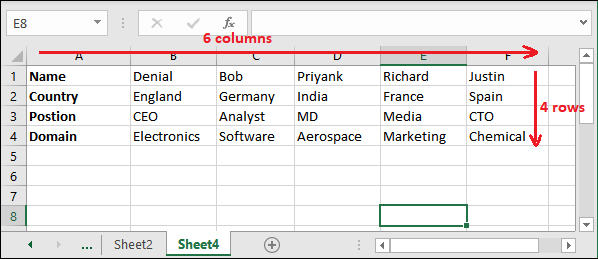 E8 fx
6 columns
A B C D E F
1 Name Denial Bob Priyank Richard Justin
2 Country England Germany India France Spain
3 Postion CEO Analyst MD Media CTO
4 rows
4 Domain Electronics Software Aerospace Marketing Chemical
5
6
7
8
... Sheet2 Sheet4